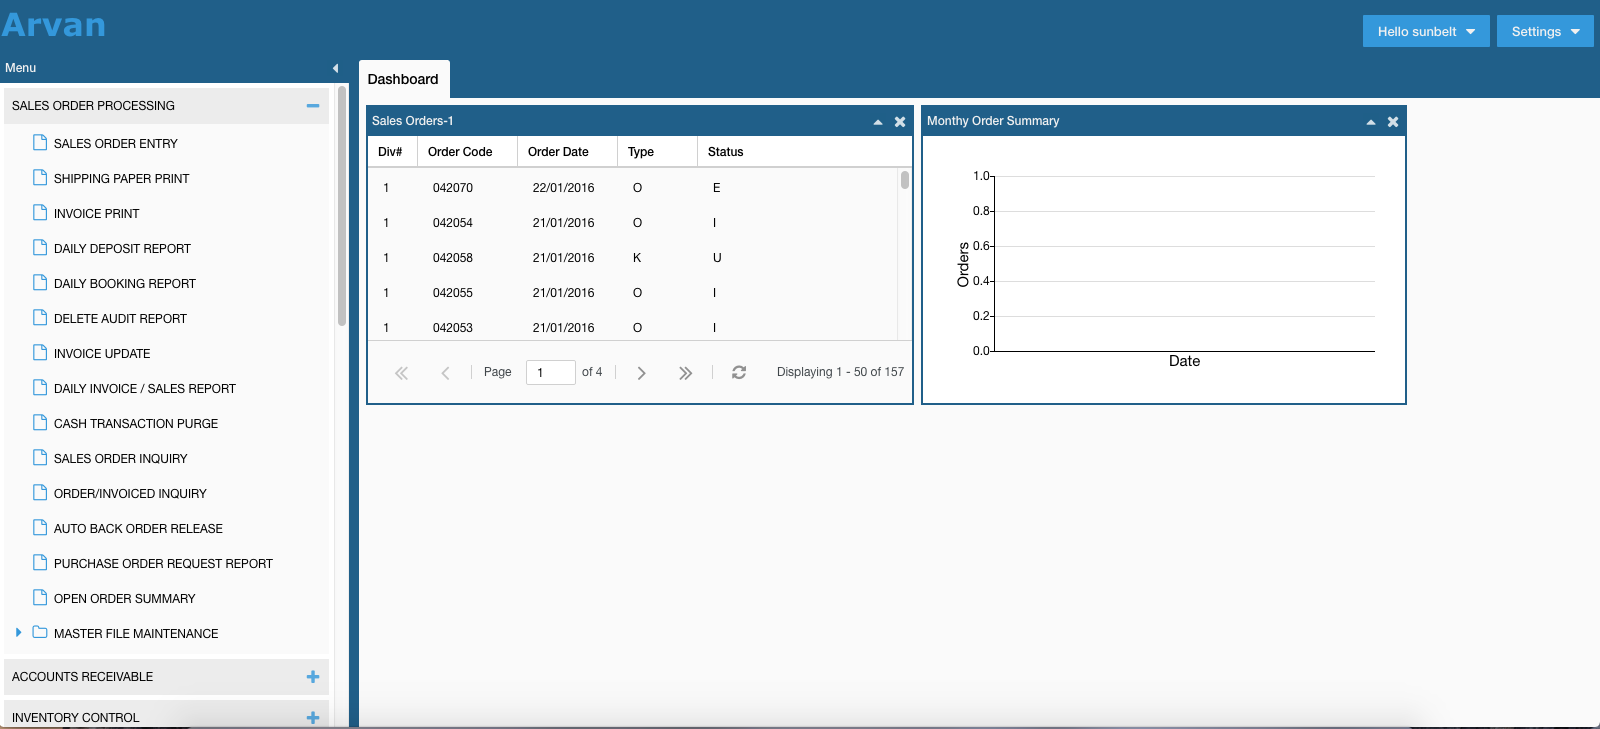 Arvan
Hello sunbelt
Settings
Menu
SALES ORDER PROCESSING
SALES ORDER ENTRY
SHIPPING PAPER PRINT
INVOICE PRINT
DAILY DEPOSIT REPORT
DAILY BOOKING REPORT
DELETE AUDIT REPORT
INVOICE UPDATE
DAILY INVOICE / SALES REPORT
CASH TRANSACTION PURGE
SALES ORDER INQUIRY
ORDER/INVOICED INQUIRY
AUTO BACK ORDER RELEASE
PURCHASE ORDER REQUEST REPORT
OPEN ORDER SUMMARY
MASTER FILE MAINTENANCE
ACCOUNTS RECEIVABLE
INVENTORY CONTROL
Dashboard
Sales Orders-1
Div# Order Code Order Date Type Status
1 042070 22/01/2016 O E
1 042054 21/01/2016 O I
1 042058 21/01/2016 K U
1 042055 21/01/2016 O I
1 042053 21/01/2016 O I
Page 1 of 4 Displaying 1 - 50 of 157
Monthy Order Summary
1.0
0.8
0.6
0.4
0.2
0.0
Orders
Date